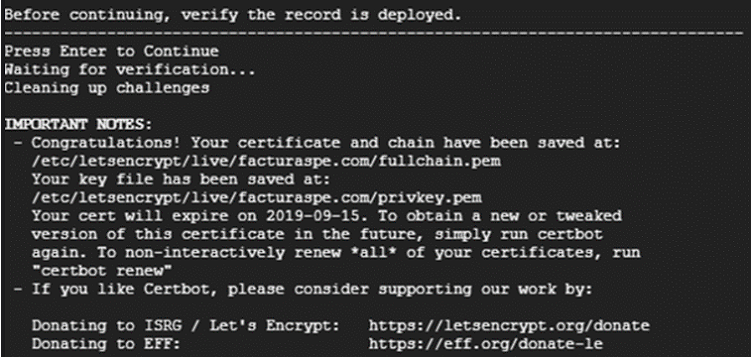 Before continuing, verify the record is deployed.
-------------------------------------------------------------------------------
Press Enter to Continue
Waiting for verification...
Cleaning up challenges
IMPORTANT NOTES:
- Congratulations! Your certificate and chain have been saved at:
/etc/letsencrypt/live/facturaspe.com/fullchain.pem
Your key file has been saved at:
/etc/letsencrypt/live/facturaspe.com/privkey.pem
Your cert will expire on 2019-09-15. To obtain a new or tweaked
version of this certificate in the future, simply run certbot
again. To non-interactively renew *all* of your certificates, run
"certbot renew"
- If you like Certbot, please consider supporting our work by:
Donating to ISRG / Let's Encrypt: https://letsencrypt.org/donate
Donating to EFF: https://eff.org/donate-le